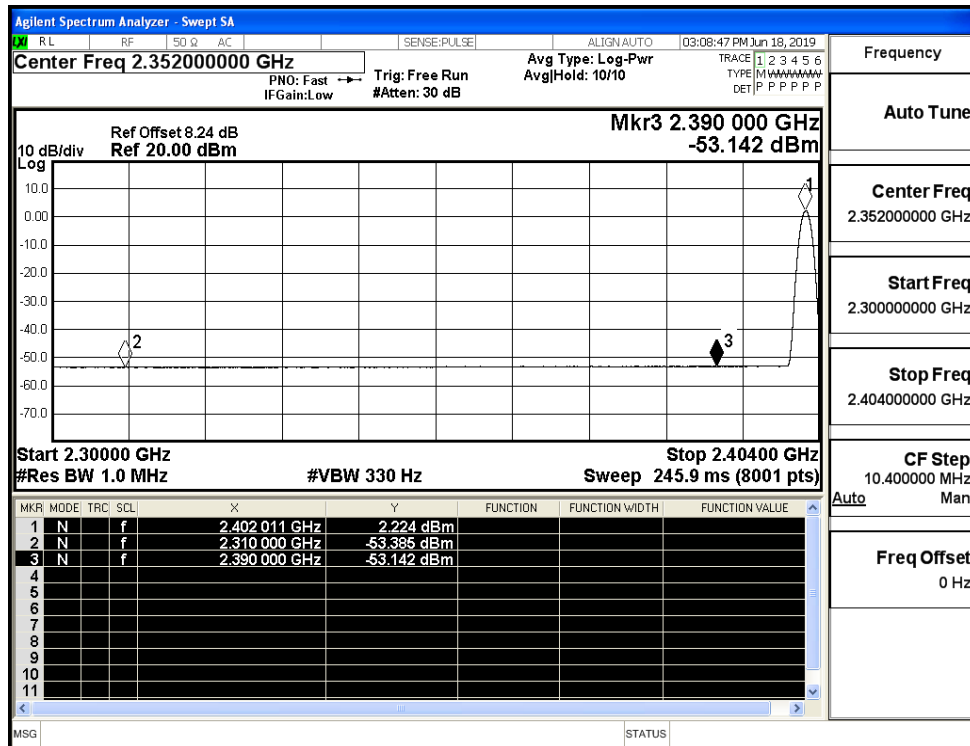 Agilent Spectrum Analyzer - Swept SA
LXI RL RF 50 Ω AC SENSE:PULSE ALIGN AUTO 03:08:47 PM Jun 18, 2019
Center Freq 2.352000000 GHz
PNO: Fast
IFGain:Low
Trig: Free Run
#Atten: 30 dB
Avg Type: Log-Pwr
Avg|Hold: 10/10
TRACE 1 2 3 4 5 6
TYPE M W W W W W
DET P P P P P P
Mkr3 2.390 000 GHz
-53.142 dBm
Ref Offset 8.24 dB
10 dB/div Ref 20.00 dBm
Log
10.0
0.00
-10.0
-20.0
-30.0
-40.0
-50.0
-60.0
-70.0
1
2
3
Start 2.30000 GHz Stop 2.40400 GHz
#Res BW 1.0 MHz #VBW 330 Hz Sweep 245.9 ms (8001 pts)
MKR MODE TRC SCL X Y FUNCTION FUNCTION WIDTH FUNCTION VALUE
1 N f 2.402 011 GHz 2.224 dBm
2 N f 2.310 000 GHz -53.385 dBm
3 N f 2.390 000 GHz -53.142 dBm
4
5
6
7
8
9
10
11
MSG STATUS
Frequency
Auto Tune
Center Freq
2.352000000 GHz
Start Freq
2.300000000 GHz
Stop Freq
2.404000000 GHz
CF Step
10.400000 MHz
Auto Man
Freq Offset
0 Hz